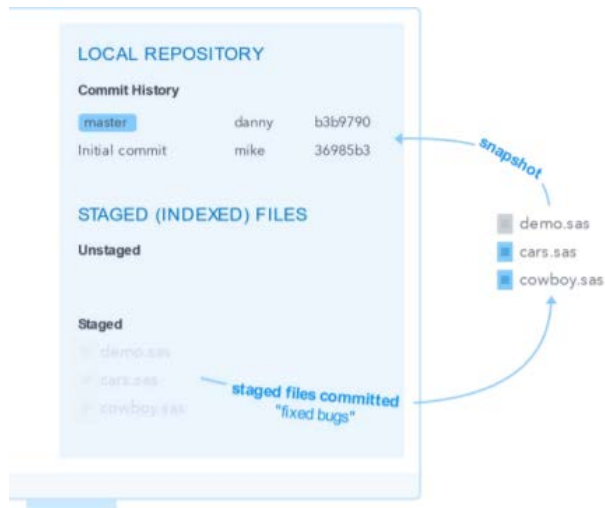 LOCAL REPOSITORY
Commit History
master danny b3b9790
Initial commit mike 36985b3
snapshot
STAGED (INDEXED) FILES
demo.sas
Unstaged
cars.sas
cowboy.sas
Staged
demo.sas
cars.sas
cowboy.sas
staged files committed
"fixed bugs"